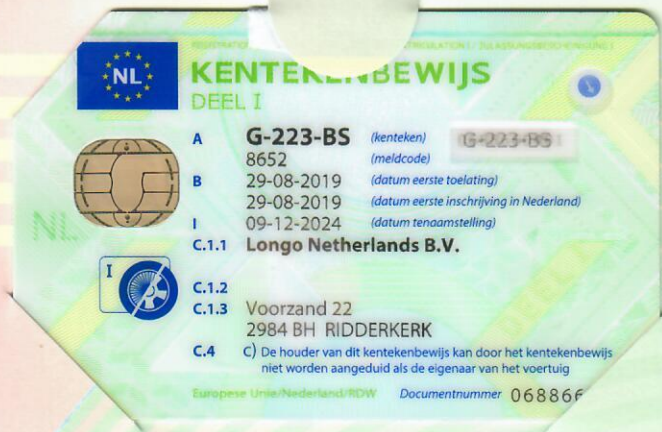 NL
KENTEKENBEWIJS
DEEL I
A G-223-BS (kenteken) G-223-BS
8652 (meldcode)
B 29-08-2019 (datum eerste toelating)
29-08-2019 (datum eerste inschrijving in Nederland)
I 09-12-2024 (datum tenaamstelling)
C.1.1 Longo Netherlands B.V.
NL
I
C.1.2
C.1.3 Voorzand 22
2984 BH RIDDERKERK
C.4 C) De houder van dit kentekenbewijs kan door het kentekenbewijs
niet worden aangeduid als de eigenaar van het voertuig
Europese Unie/Nederland/RDW Documentnummer 068866